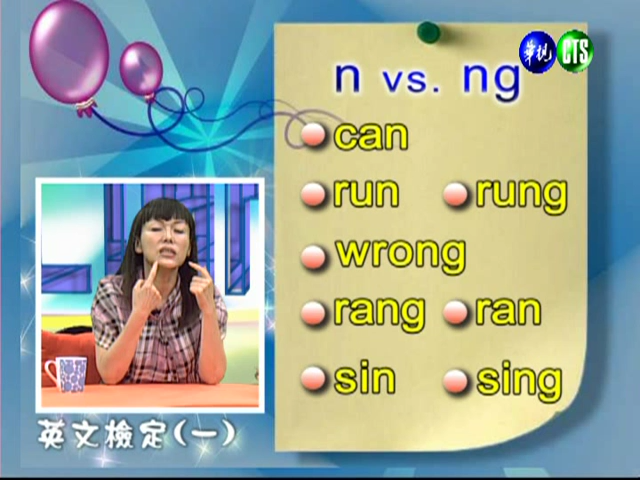 華視 CTS
n vs. ng
can
run rung
wrong
rang ran
sin sing
英文檢定(一)